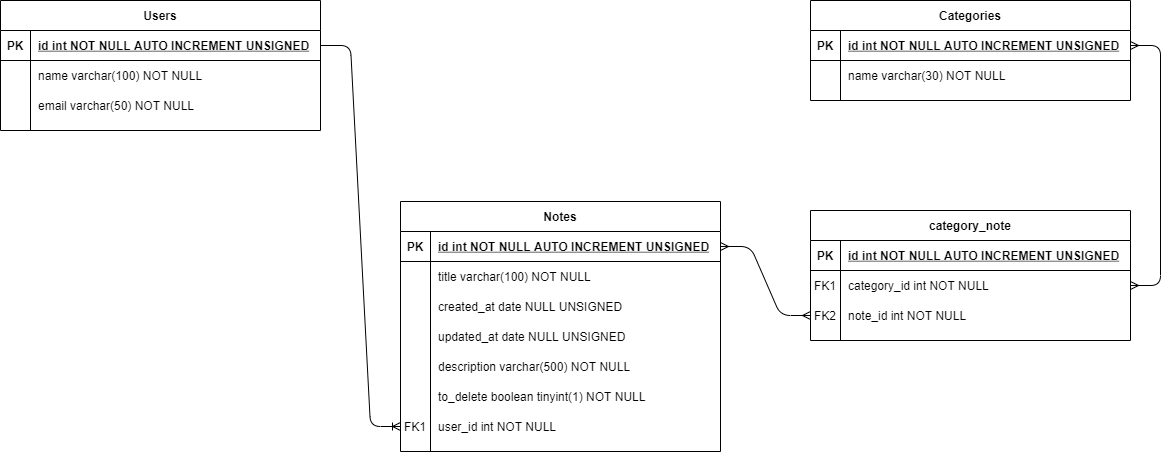 Users
PK id int NOT NULL AUTO INCREMENT UNSIGNED
name varchar(100) NOT NULL
email varchar(50) NOT NULL
Categories
PK id int NOT NULL AUTO INCREMENT UNSIGNED
name varchar(30) NOT NULL
Notes
PK id int NOT NULL AUTO INCREMENT UNSIGNED
title varchar(100) NOT NULL
created_at date NULL UNSIGNED
updated_at date NULL UNSIGNED
description varchar(500) NOT NULL
to_delete boolean tinyint(1) NOT NULL
FK1 user_id int NOT NULL
category_note
PK id int NOT NULL AUTO INCREMENT UNSIGNED
FK1 category_id int NOT NULL
FK2 note_id int NOT NULL